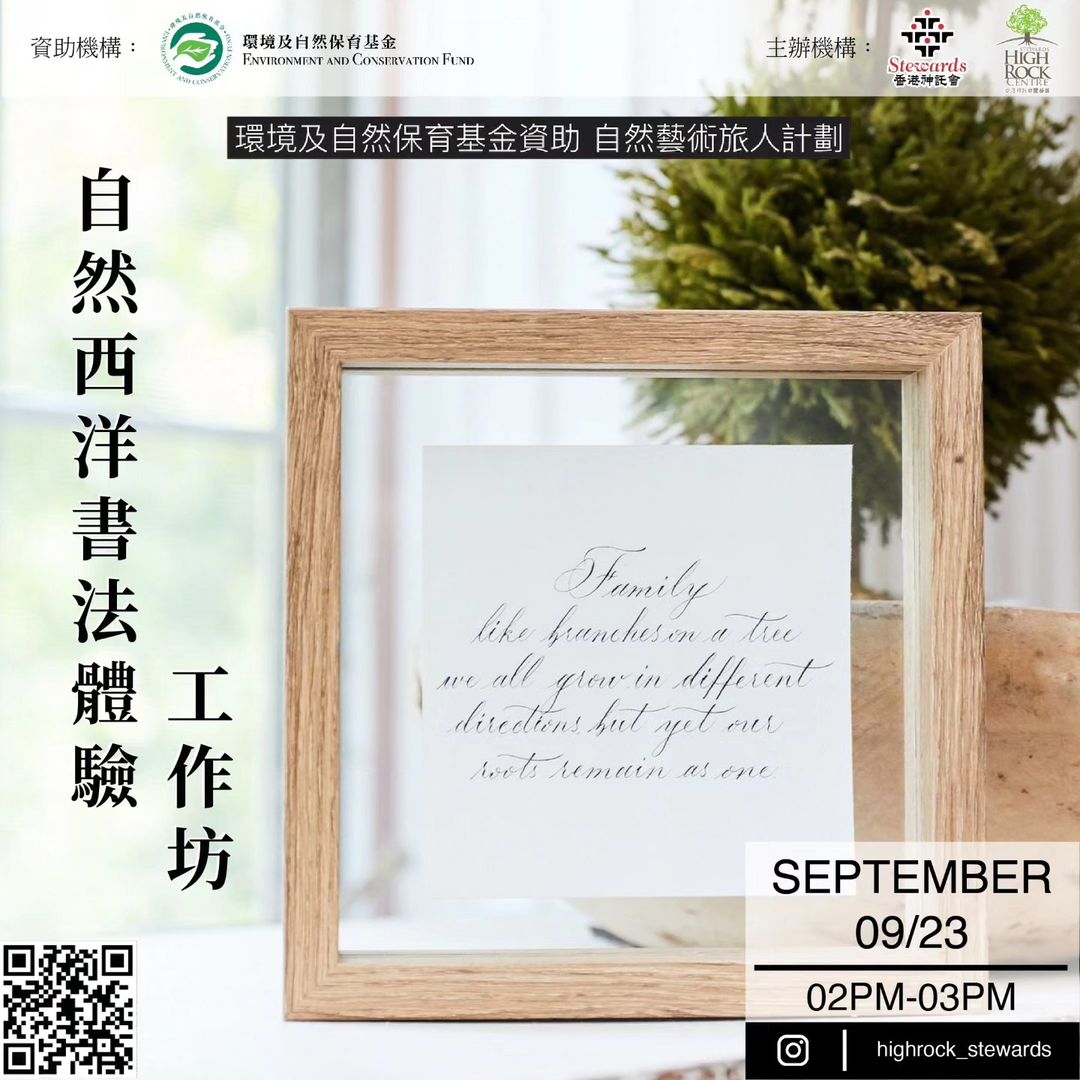 資助機構：
環境及自然保育基金
ENVIRONMENT AND CONSERVATION FUND
主辦機構：
Stewards
香港神託會
STEWARDS
HIGH
ROCK
CENTRE
環境及自然保育基金資助 自然藝術旅人計劃
自然西洋書法體驗
工作坊
Family
like branches on a tree
we all grow in different
directions, but yet our
roots remain as one
SEPTEMBER
09/23
02PM-03PM
highrock_stewards